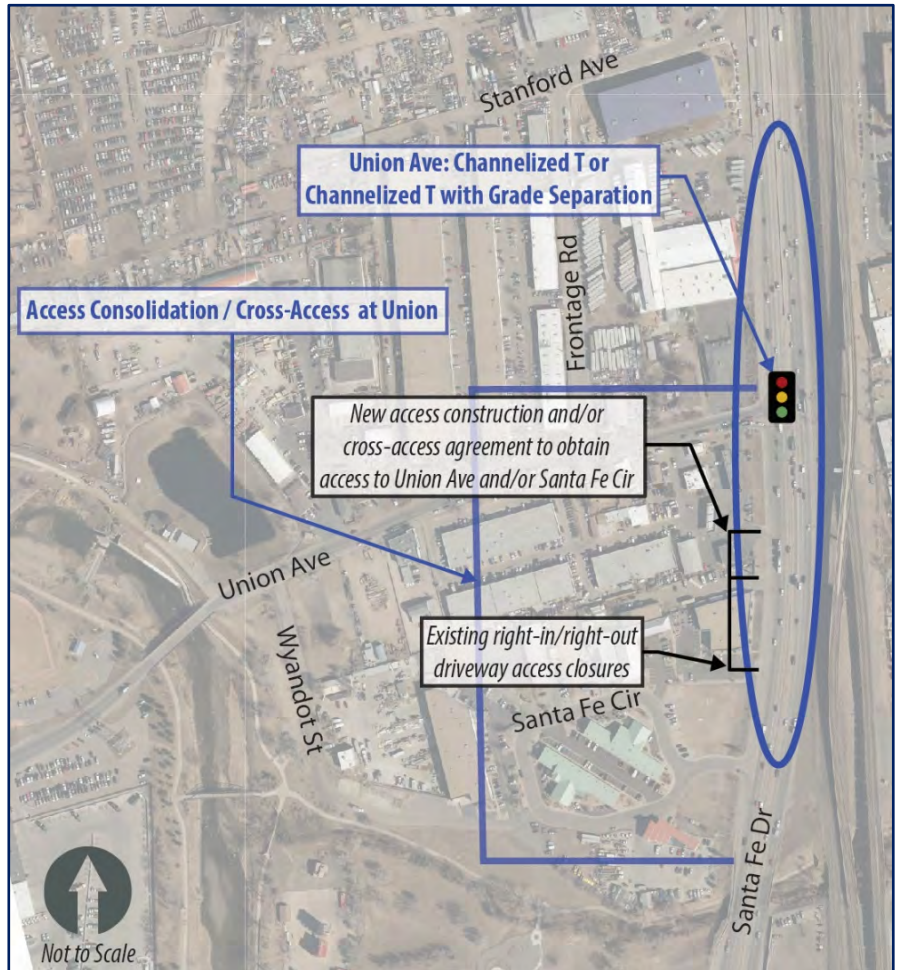 Stanford Ave
Union Ave: Channelized T or
Channelized T with Grade Separation
Frontage Rd
Access Consolidation / Cross-Access at Union
New access construction and/or
cross-access agreement to obtain
access to Union Ave and/or Santa Fe Cir
Union Ave
Wyandot St
Existing right-in/right-out
driveway access closures
Santa Fe Cir
Santa Fe Dr
Not to Scale